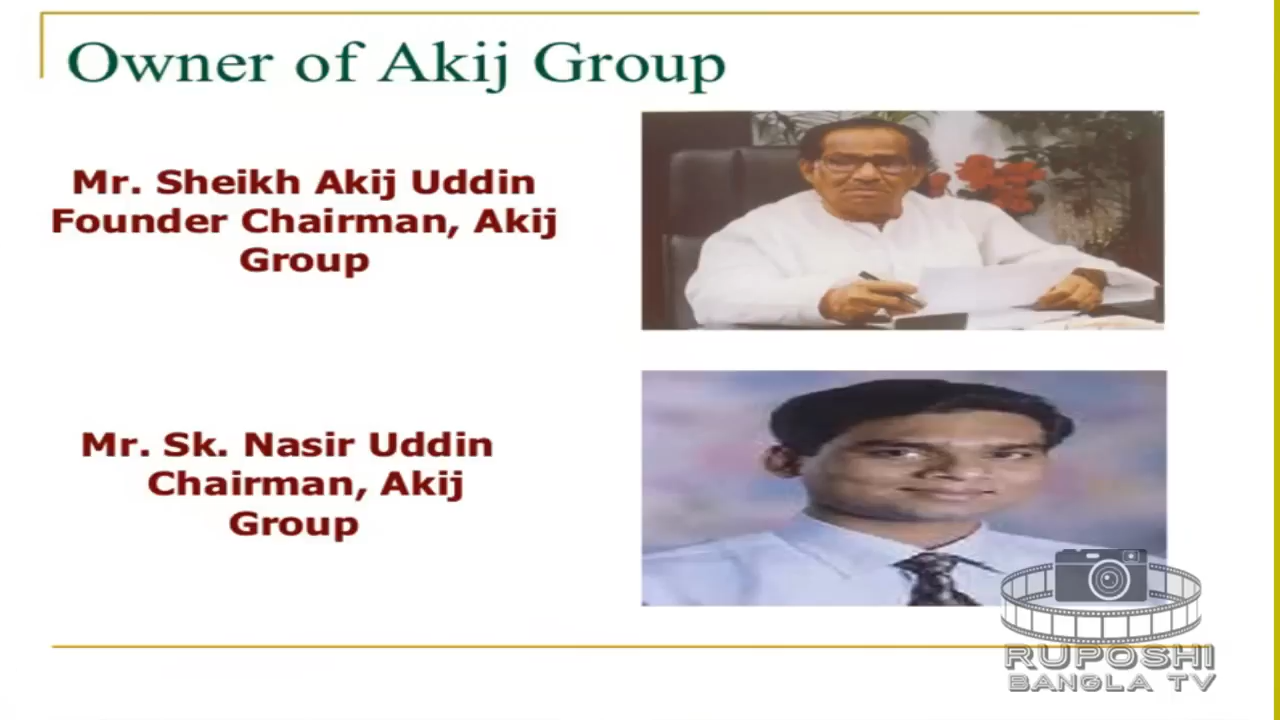 Owner of Akij Group
Mr. Sheikh Akij Uddin
Founder Chairman, Akij
Group
Mr. Sk. Nasir Uddin
Chairman, Akij
Group
RUPOSHI
BANGLA TV